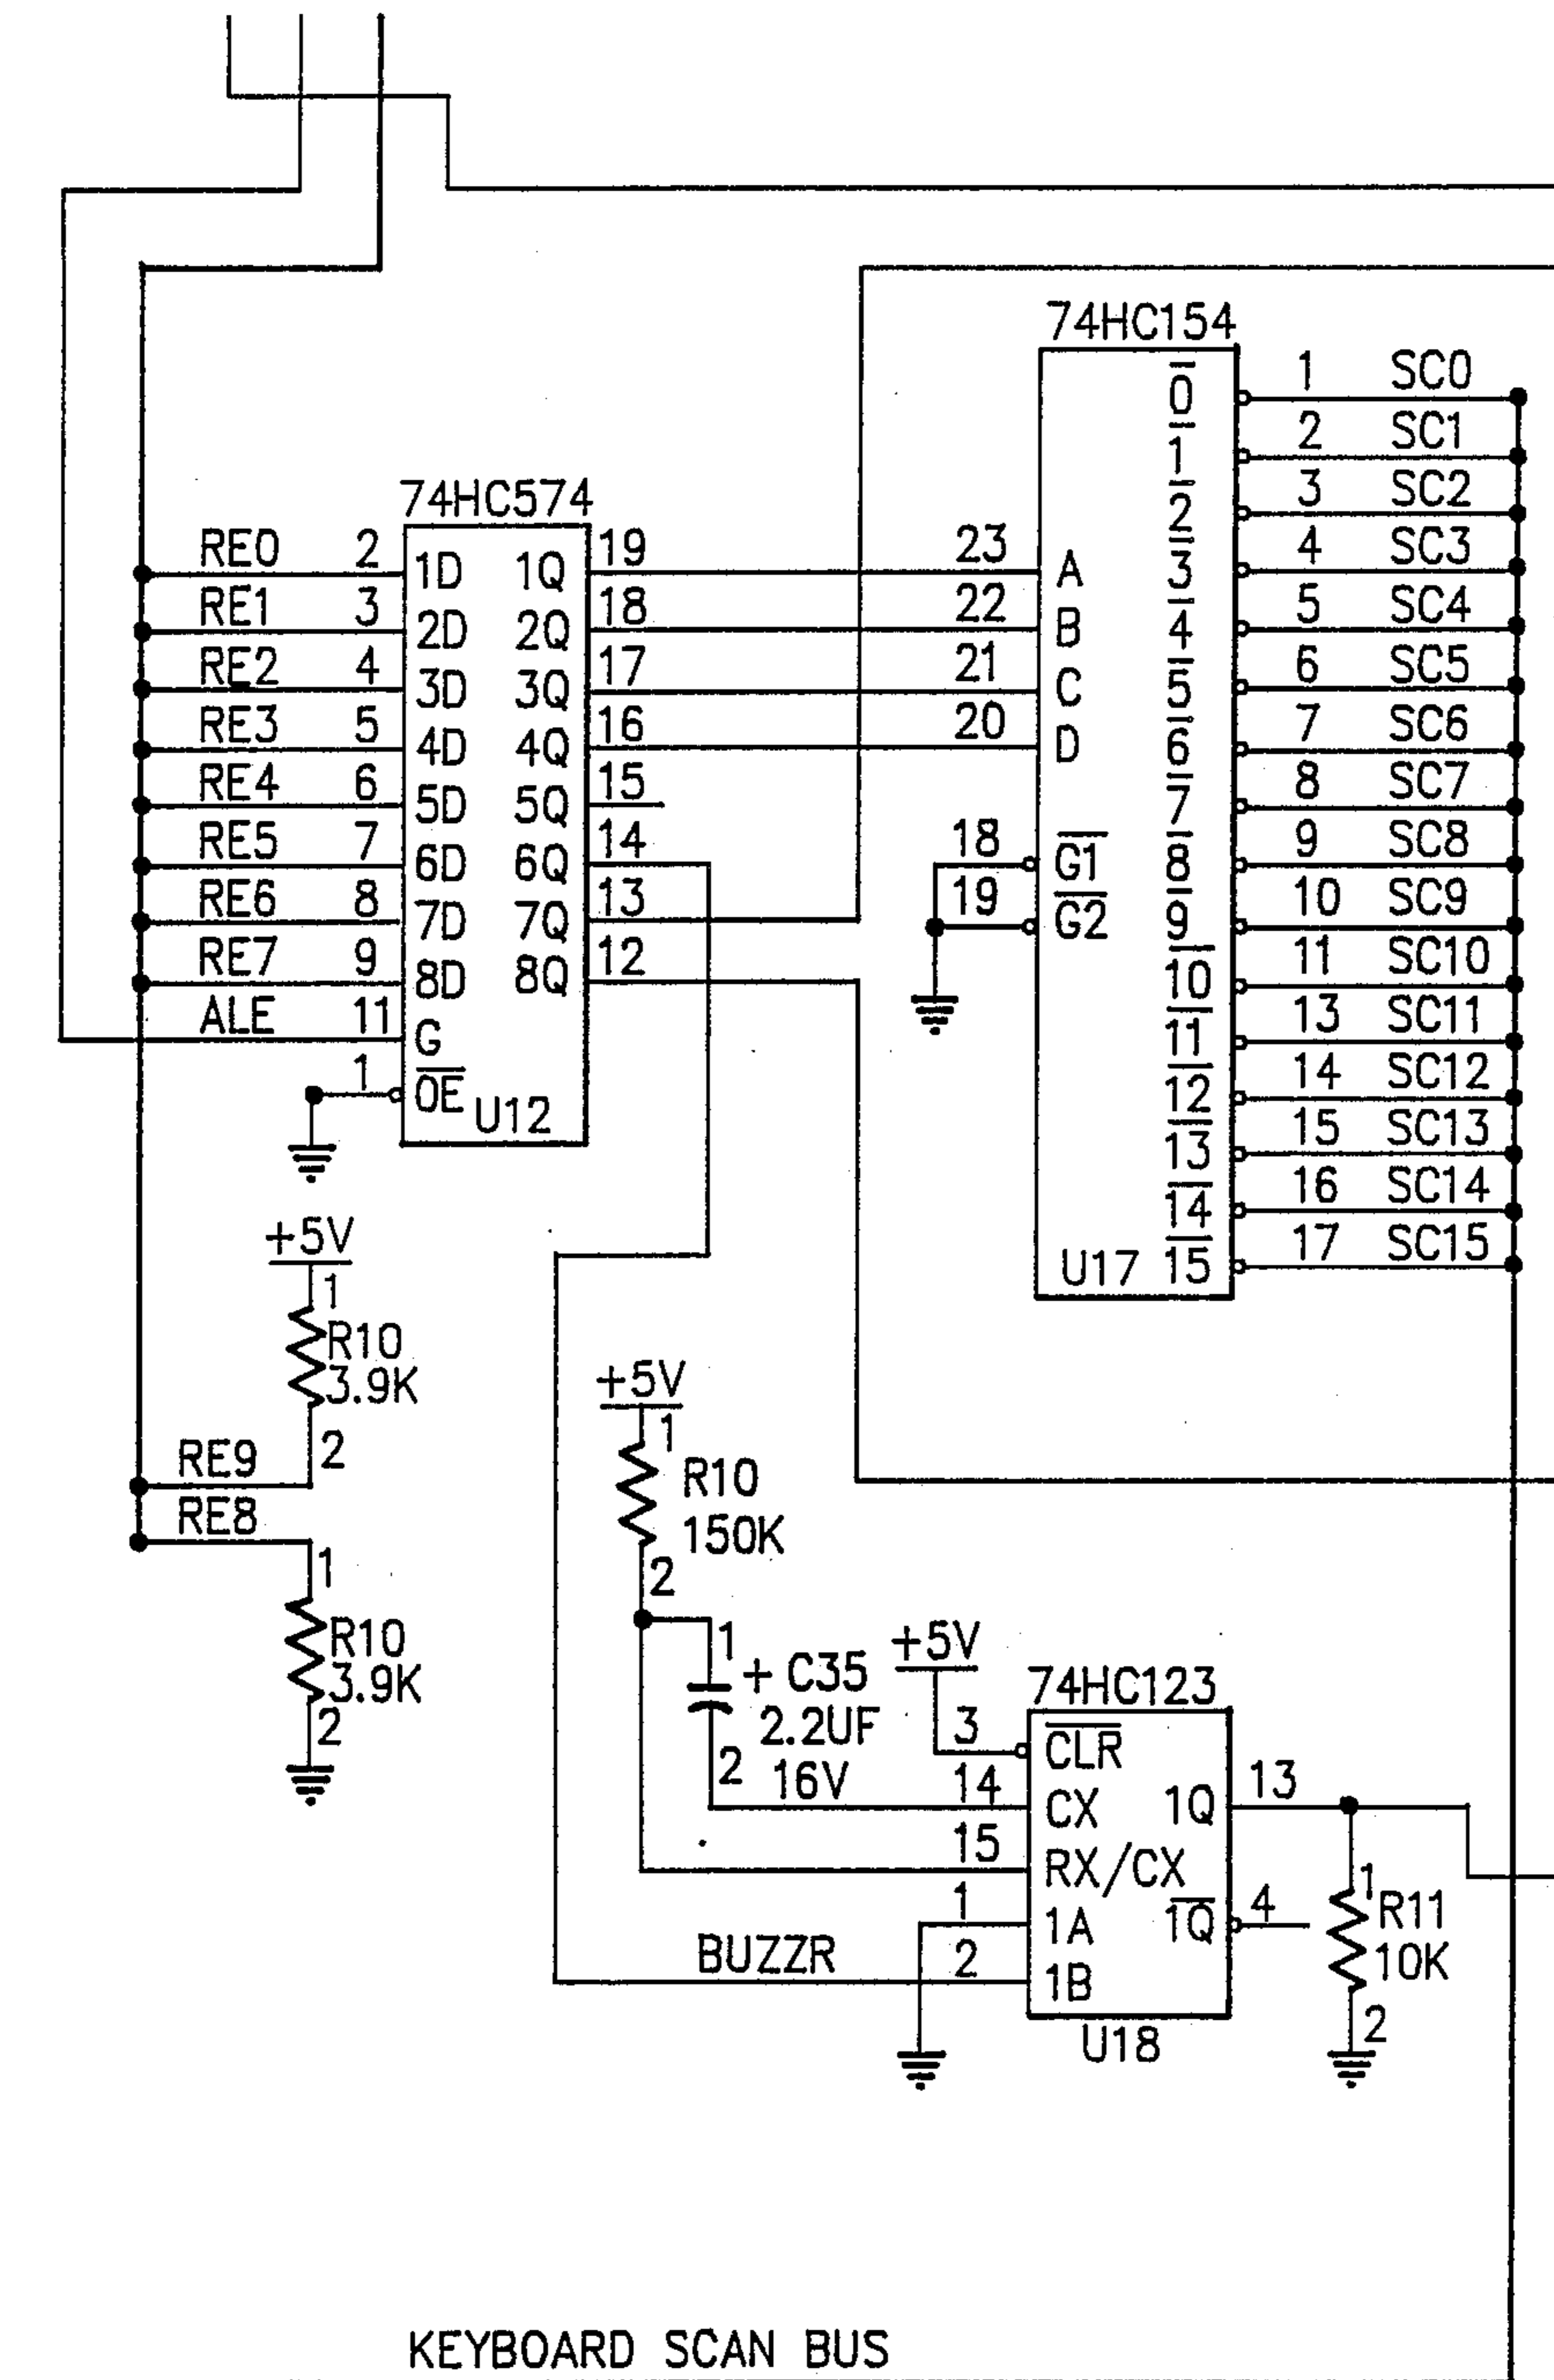 74HC154
0 1 SC0
1 2 SC1
2 3 SC2
3 4 SC3
4 5 SC4
5 6 SC5
6 7 SC6
7 8 SC7
8 9 SC8
9 10 SC9
10 11 SC10
11 13 SC11
12 14 SC12
13 15 SC13
14 16 SC14
15 17 SC15
23 A
22 B
21 C
20 D
18 G1
19 G2
U17
74HC574
RE0 2 1D 1Q 19
RE1 3 2D 2Q 18
RE2 4 3D 3Q 17
RE3 5 4D 4Q 16
RE4 6 5D 5Q 15
RE5 7 6D 6Q 14
RE6 8 7D 7Q 13
RE7 9 8D 8Q 12
ALE 11 G
1 OE
U12
+5V
1
R10
3.9K
2
RE9
RE8
1
R10
3.9K
2
+5V
1
R10
150K
2
1
+ C35
2.2UF
16V
2
+5V
74HC123
3 CLR
14 CX 1Q 13
15 RX/CX
1 1A 1Q 4
BUZZR 2 1B
U18
1
R11
10K
2
KEYBOARD SCAN BUS